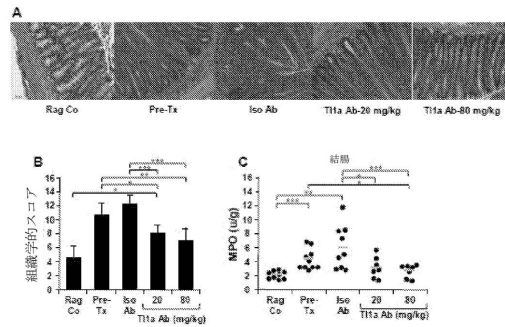 A
Rag Co
Pre-Tx
Iso Ab
Tl1a Ab-20 mg/kg
Tl1a Ab-80 mg/kg
B
組織学的スコア
16
14
12
10
8
6
4
2
0
***
***
**
*
*
Rag Co
Pre-Tx
Iso Ab
20
80
Tl1a Ab (mg/kg)
C
結腸
MPO (u/g)
16
14
12
10
8
6
4
2
0
***
*
*
**
***
Rag Co
Pre-Tx
Iso Ab
20
80
Tl1a Ab (mg/kg)